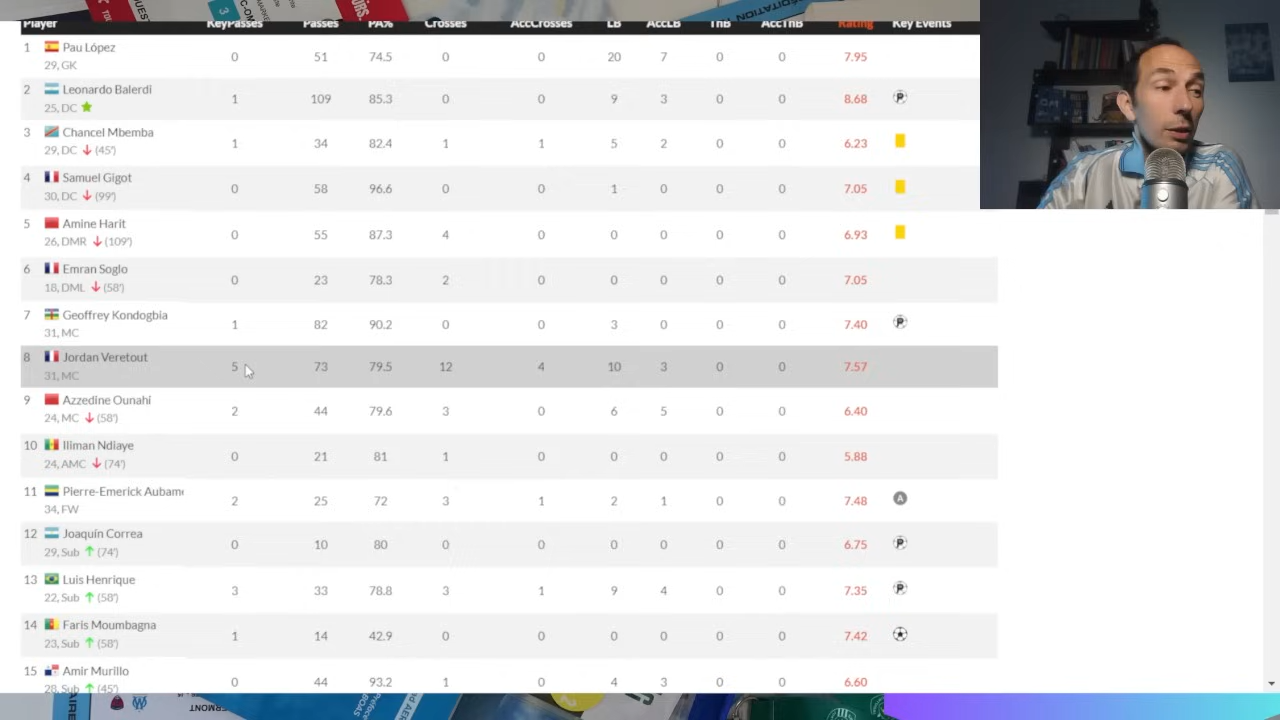 Player KeyPasses Passes PA% Crosses AccCrosses LB AccLB ThB AccThB Rating Key Events
1 Pau López 0 51 74.5 0 0 20 7 0 0 7.95
29, GK
2 Leonardo Balerdi 1 109 85.3 0 0 9 3 0 0 8.68
25, DC
3 Chancel Mbemba 1 34 82.4 1 1 5 2 0 0 6.23
29, DC (45')
4 Samuel Gigot 0 58 96.6 0 0 1 0 0 0 7.05
30, DC (99')
5 Amine Harit 0 55 87.3 4 0 0 0 0 0 6.93
26, DMR (109')
6 Emran Soglo 0 23 78.3 2 0 0 0 0 0 7.05
18, DML (58')
7 Geoffrey Kondogbia 1 82 90.2 0 0 3 0 0 0 7.40
31, MC
8 Jordan Veretout 5 73 79.5 12 4 10 3 0 0 7.57
31, MC
9 Azzedine Ounahi 2 44 79.6 3 0 6 5 0 0 6.40
24, MC (58')
10 Iliman Ndiaye 0 21 81 1 0 0 0 0 0 5.88
24, AMC (74')
11 Pierre-Emerick Aubame 2 25 72 3 1 2 1 0 0 7.48 A
34, FW
12 Joaquín Correa 0 10 80 0 0 0 0 0 0 6.75
29, Sub (74')
13 Luis Henrique 3 33 78.8 3 1 9 4 0 0 7.35
22, Sub (58')
14 Faris Moumbagna 1 14 42.9 0 0 0 0 0 0 7.42
23, Sub (58')
15 Amir Murillo 0 44 93.2 1 0 4 3 0 0 6.60
28, Sub (45')